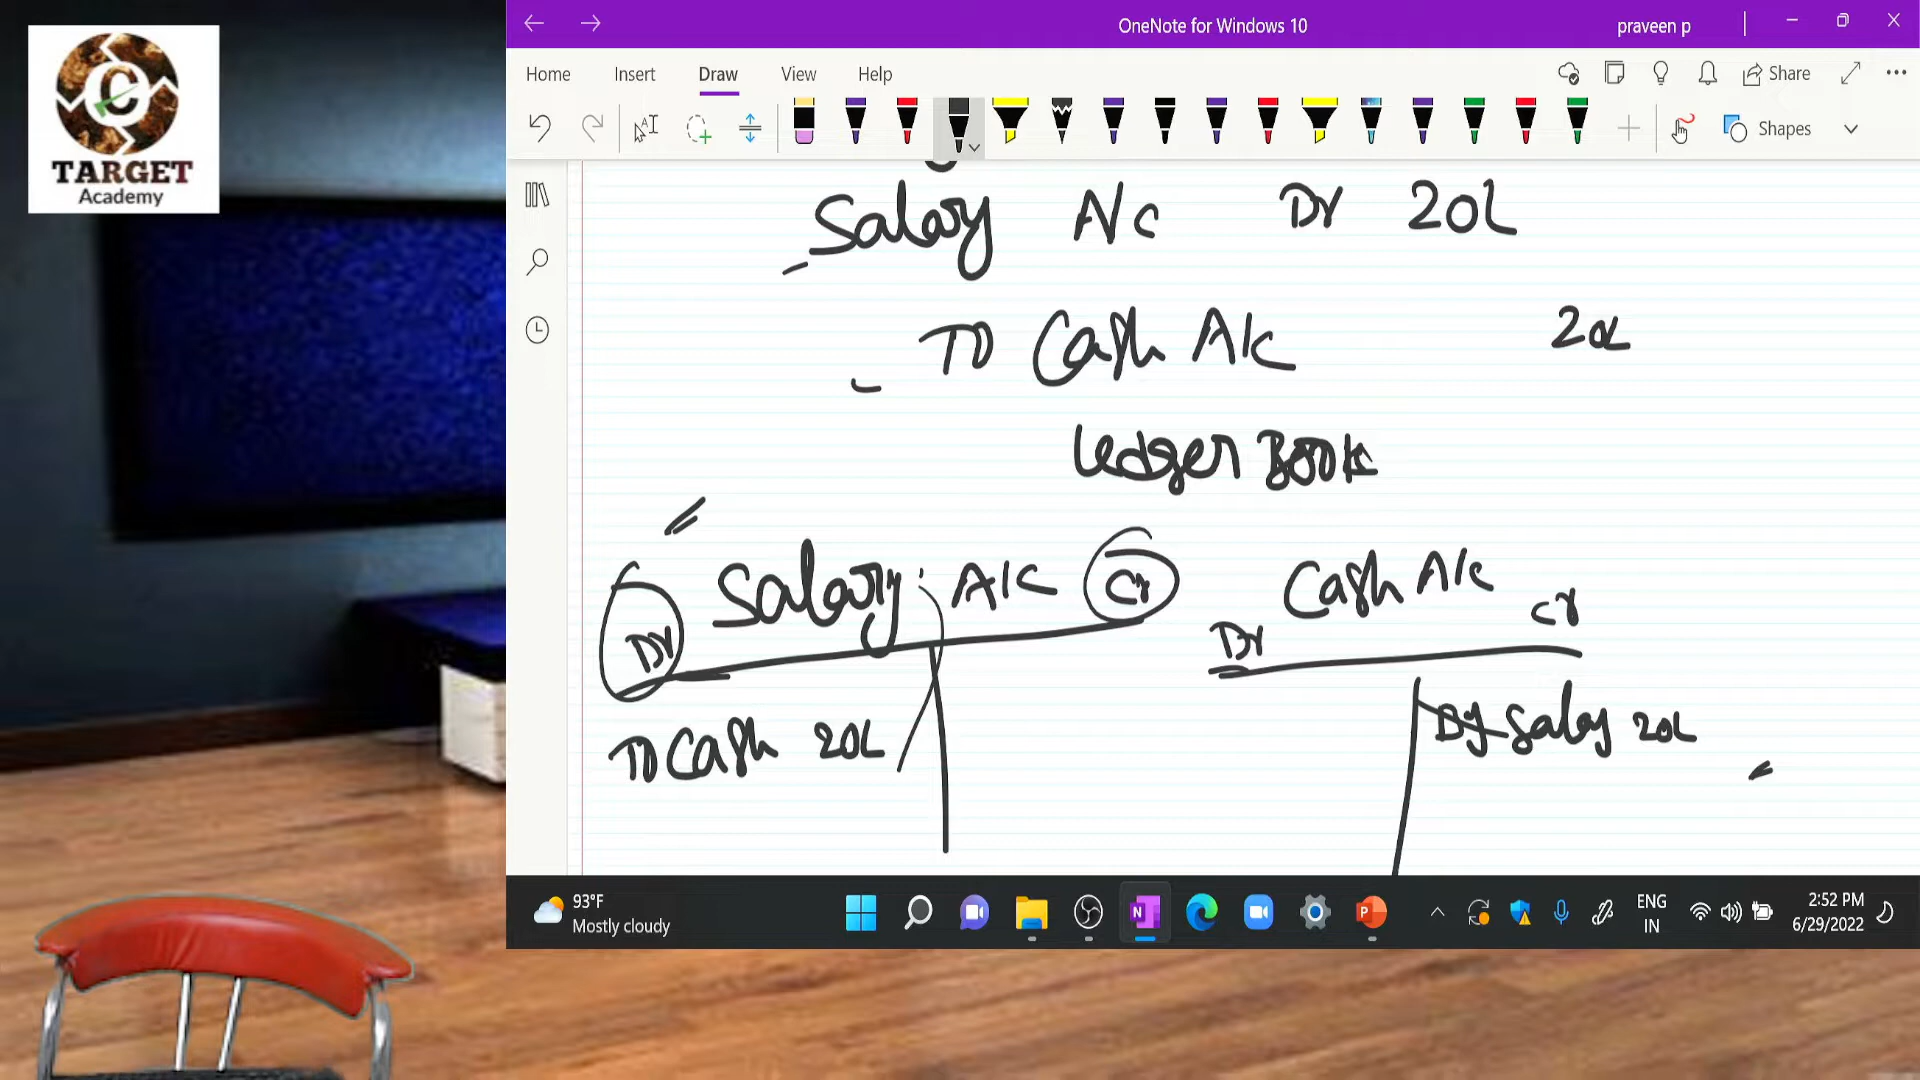 TARGET
Academy
OneNote for Windows 10
praveen p
Home Insert Draw View Help
Share
Shapes
Salary A/c Dr 20L
To Cash A/c 20L
Ledger Book
Salary A/c Cr
Dr
Cash A/c
Dr Cr
To Cash 20L
By Salary 20L
93°F
Mostly cloudy
ENG
IN
2:52 PM
6/29/2022